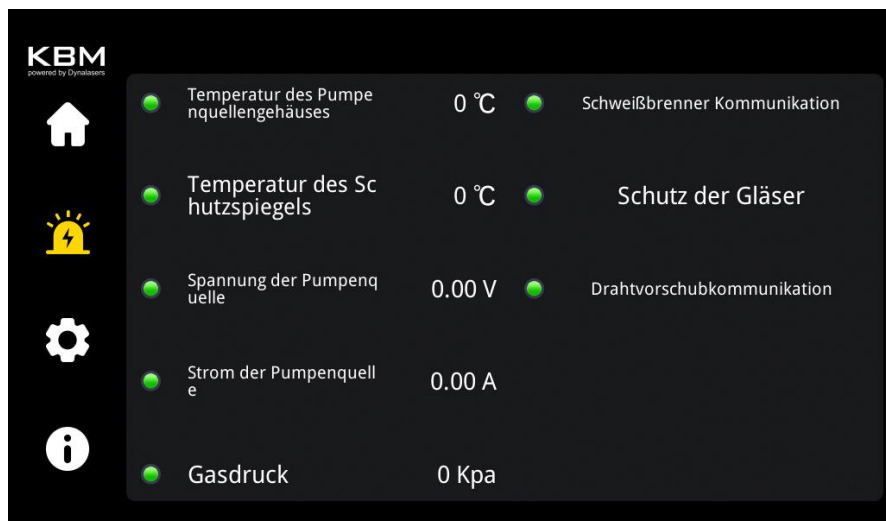 KBM
powered by Dynalasers
Temperatur des Pumpe
nquellengehäuses
0 ℃
Schweißbrenner Kommunikation
Temperatur des Sc
hutzspiegels
0 ℃
Schutz der Gläser
Spannung der Pumpenq
uelle
0.00 V
Drahtvorschubkommunikation
Strom der Pumpenquell
e
0.00 A
Gasdruck
0 Kpa